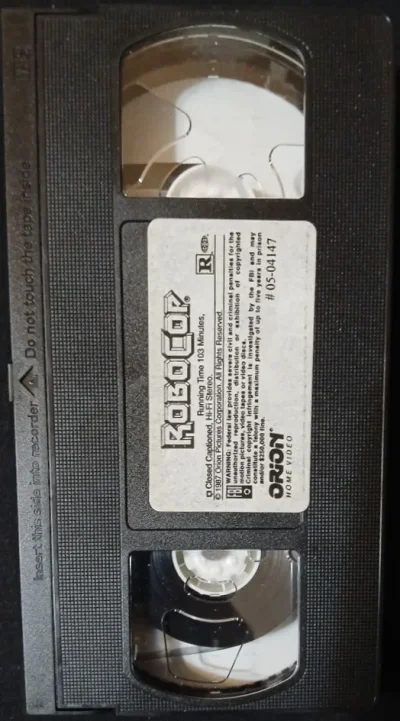 Insert this side into recorder
Do not touch the tape inside
ROBOCOP®
Running Time 103 Minutes,
Closed Captioned, Hi-Fi Stereo.
© 1987 Orion Pictures Corporation. All Rights Reserved.
R
WARNING: Federal law provides severe civil and criminal penalties for the
unauthorized reproduction, distribution or exhibition of copyrighted
motion pictures, video tapes or video discs.
Criminal copyright infringement is investigated by the FBI and may
constitute a felony with a maximum penalty of up to five years in prison
and/or $250,000 fine.
ORION®
HOME VIDEO
# 05-04147